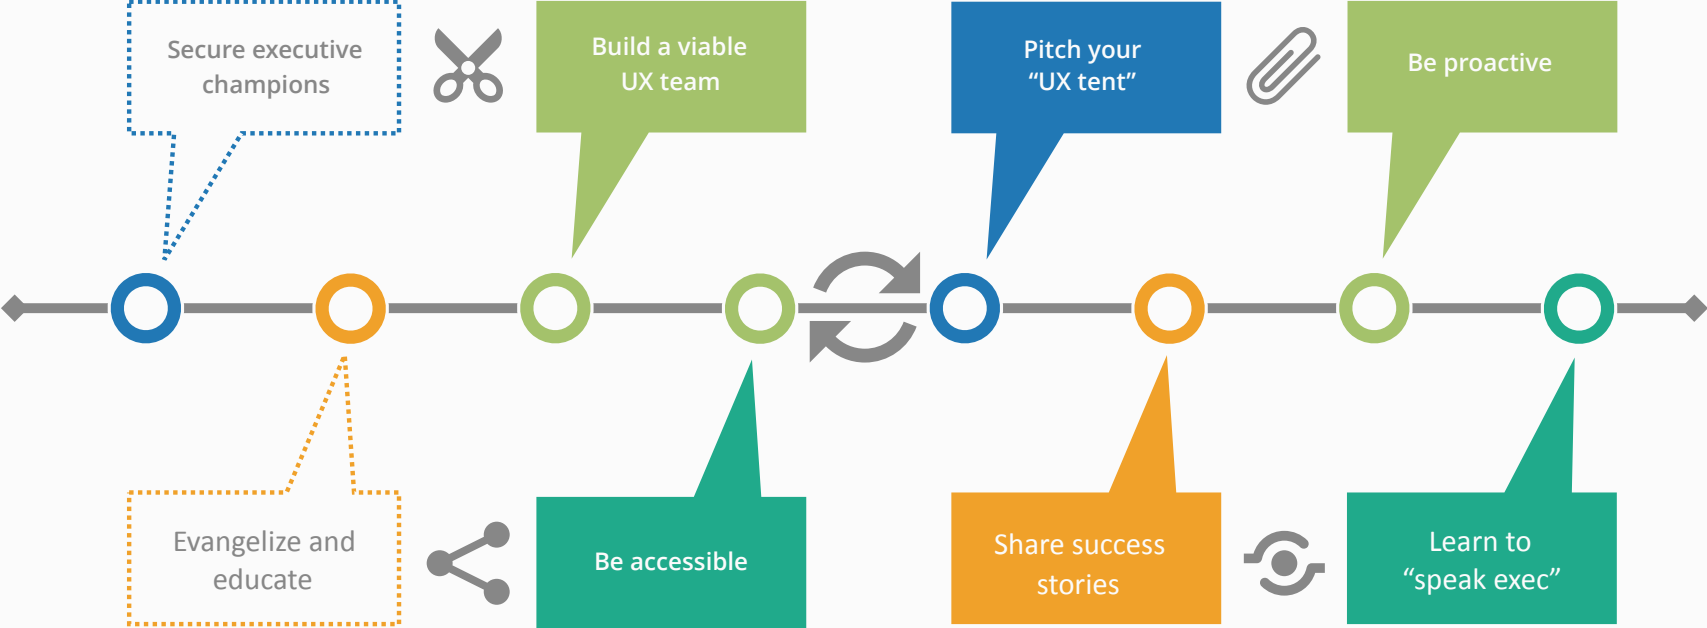 Secure executive
champions
Build a viable
UX team
Pitch your
“UX tent”
Be proactive
Evangelize and
educate
Be accessible
Share success
stories
Learn to
“speak exec”